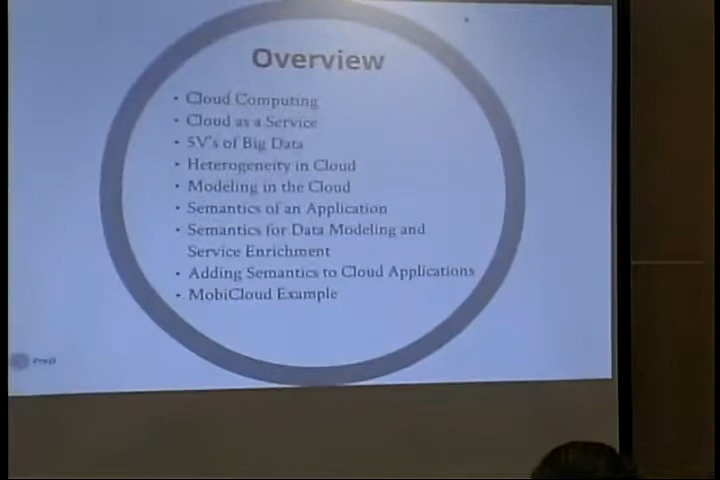 Overview
• Cloud Computing
• Cloud as a Service
• 5V's of Big Data
• Heterogeneity in Cloud
• Modeling in the Cloud
• Semantics of an Application
• Semantics for Data Modeling and
Service Enrichment
• Adding Semantics to Cloud Applications
• MobiCloud Example
Prezi